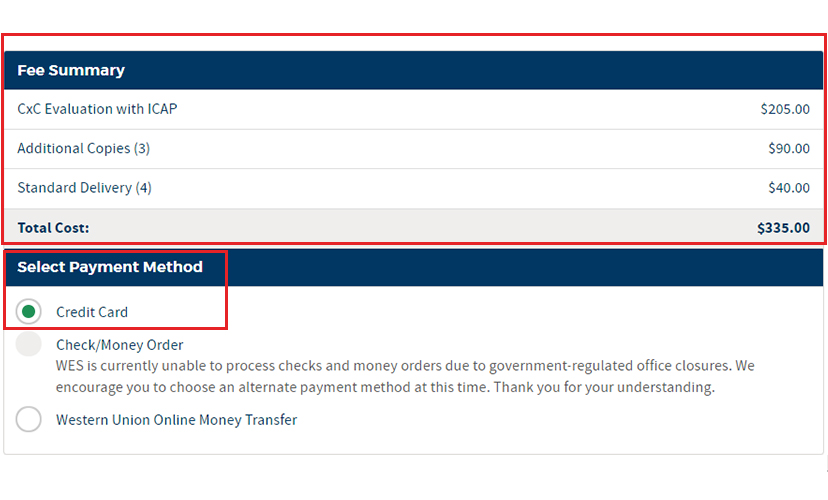 Fee Summary
CxC Evaluation with ICAP $205.00
Additional Copies (3) $90.00
Standard Delivery (4) $40.00
Total Cost: $335.00
Select Payment Method
Credit Card
Check/Money Order
WES is currently unable to process checks and money orders due to government-regulated office closures. We
encourage you to choose an alternate payment method at this time. Thank you for your understanding.
Western Union Online Money Transfer